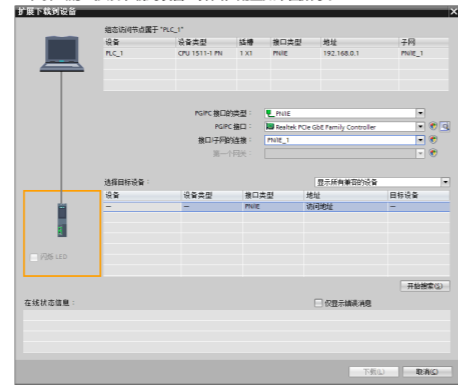 扩展下载到设备
组态访问节点属于 "PLC_1"
设备 设备类型 插槽 接口类型 地址 子网
PLC_1 CPU 1511-1 PN 1 X1 PN/IE 192.168.0.1 PN/IE_1
PG/PC 接口的类型： PN/IE
PG/PC 接口： Realtek PCIe GbE Family Controller
接口/子网的连接： PN/IE_1
第一个网关：
选择目标设备： 显示所有兼容的设备
设备 设备类型 接口类型 地址 目标设备
— — PN/IE 访问地址 —
闪烁 LED
开始搜索(S)
在线状态信息： 仅显示错误消息
下载(L) 取消(C)